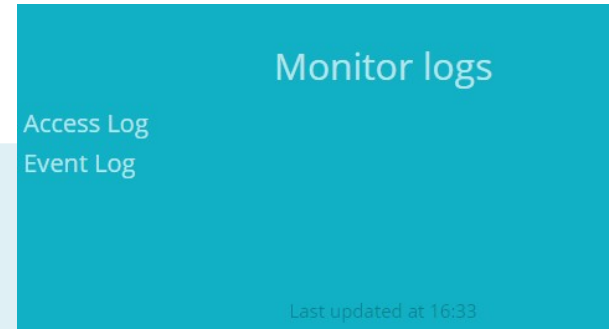 Monitor logs
Access Log
Event Log
Last updated at 16:33